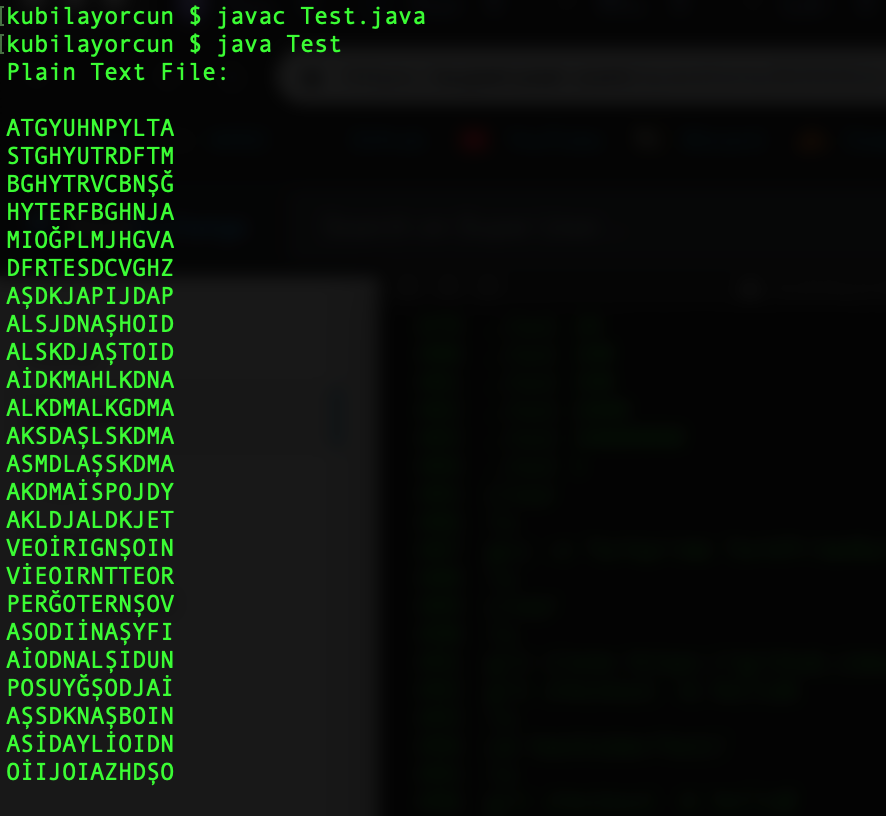 [kubilayorcun $ javac Test.java
[kubilayorcun $ java Test
Plain Text File:
ATGYUHNPYLTA
STGHYUTRDFTM
BGHYTRVCBNŞĞ
HYTERFBGHNJA
MIOĞPLMJHGVA
DFRTESDCVGHZ
AŞDKJAPIJDAP
ALSJDNAŞHOID
ALSKDJAŞTOID
AİDKMAHLKDNA
ALKDMALKGDMA
AKSDAŞLSKDMA
ASMDLAŞSKDMA
AKDMAİSPOJDY
AKLDJALDKJET
VEOİRIGNŞOIN
VİEOIRNTTEOR
PERĞOTERNŞOV
ASODIİNAŞYFI
AİODNALŞIDUN
POSUYĞŞODJAİ
AŞSDKNAŞBOIN
ASİDAYLİOIDN
OİIJOIAZHDŞO